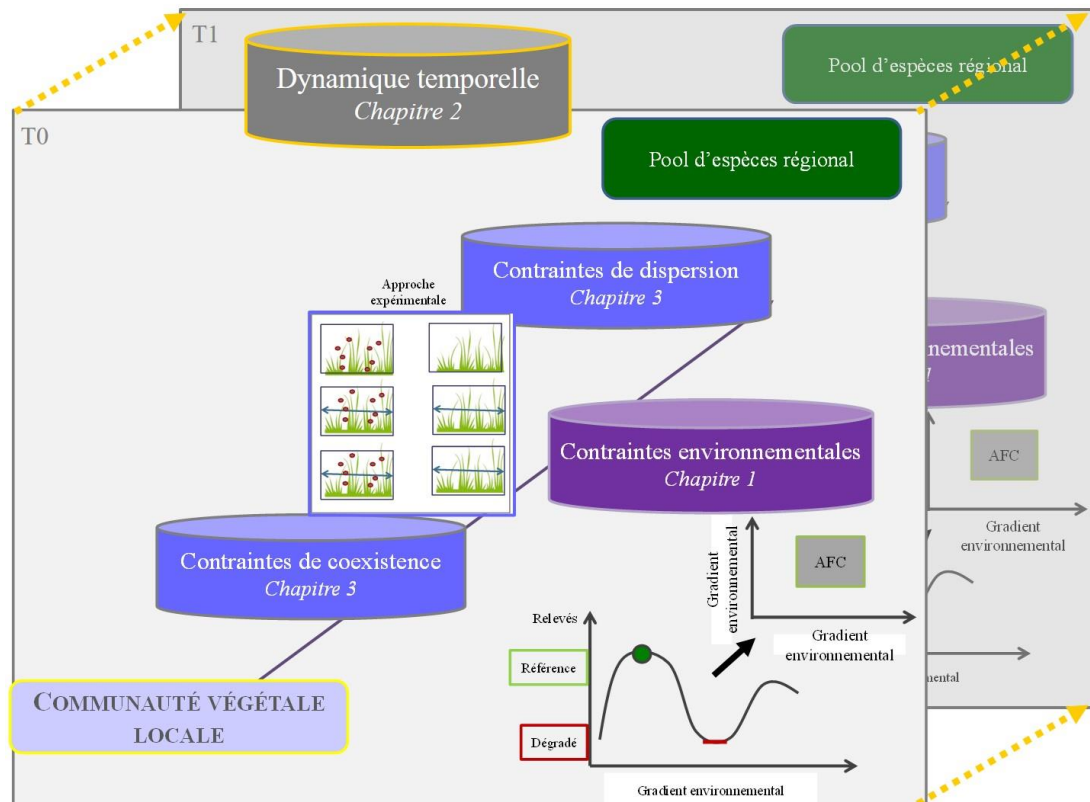 T1
Dynamique temporelle
Chapitre 2
Pool d'espèces régional
T0
Pool d'espèces régional
Contraintes de dispersion
Chapitre 3
Approche
expérimentale
nementales
Contraintes environnementales
Chapitre 1
AFC
Gradient
environnemental
Contraintes de coexistence
Chapitre 3
Gradient
environnemental
AFC
Gradient
environnemental
Relevés
Référence
Dégradé
Gradient environnemental
mental
COMMUNAUTÉ VÉGÉTALE
LOCALE